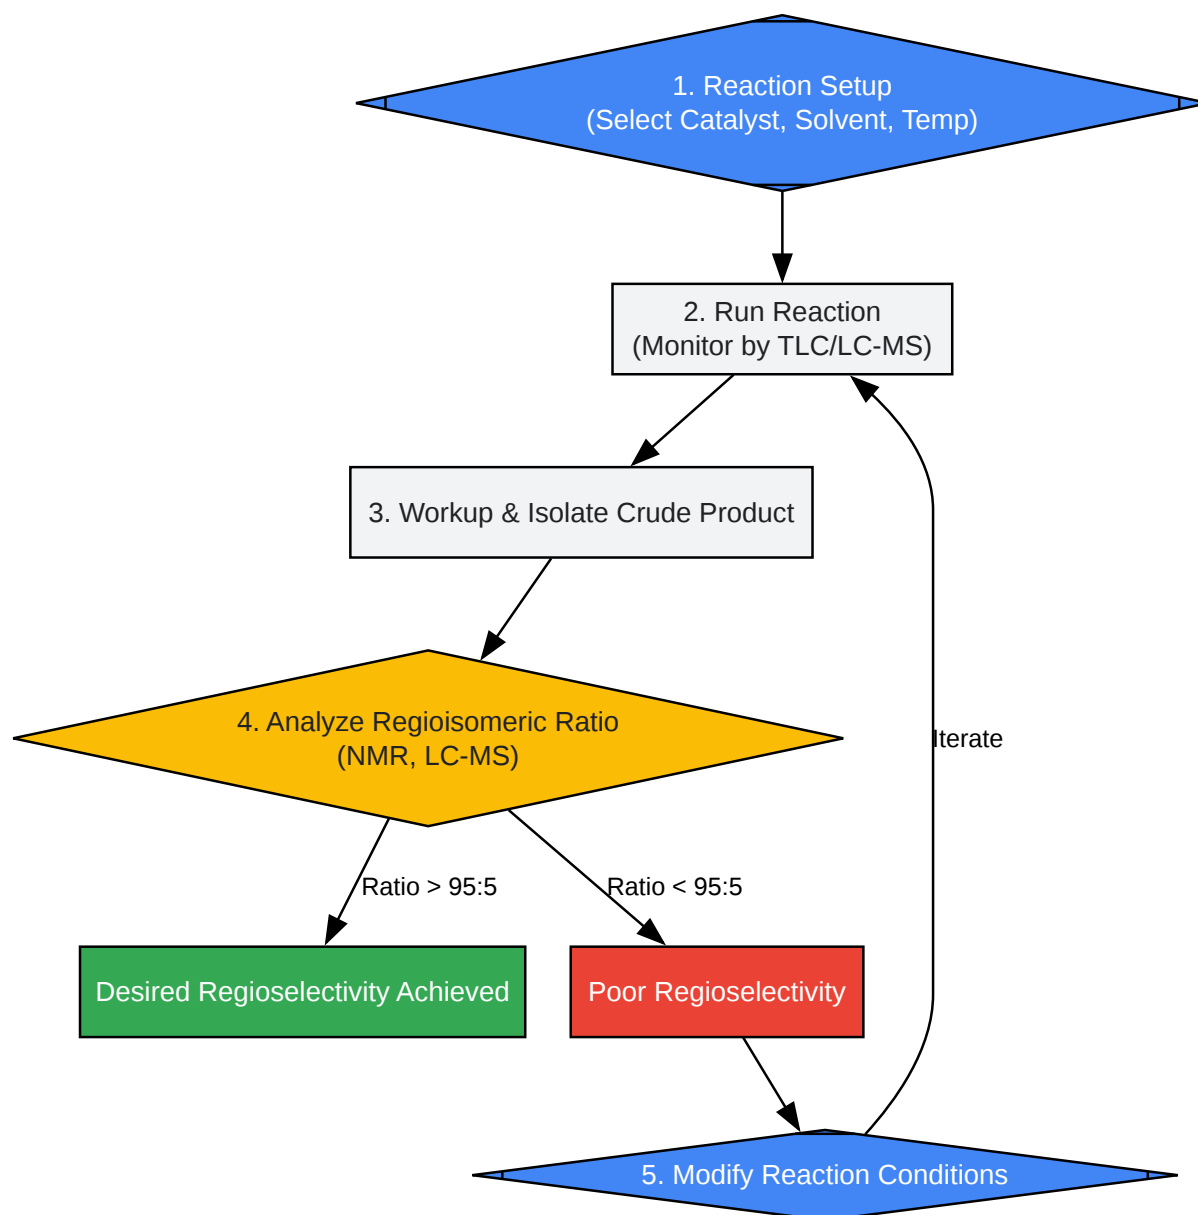 1. Reaction Setup
(Select Catalyst, Solvent, Temp)
2. Run Reaction
(Monitor by TLC/LC-MS)
3. Workup & Isolate Crude Product
4. Analyze Regioisomeric Ratio
(NMR, LC-MS)
Iterate
Ratio > 95:5
Ratio < 95:5
Desired Regioselectivity Achieved
Poor Regioselectivity
5. Modify Reaction Conditions